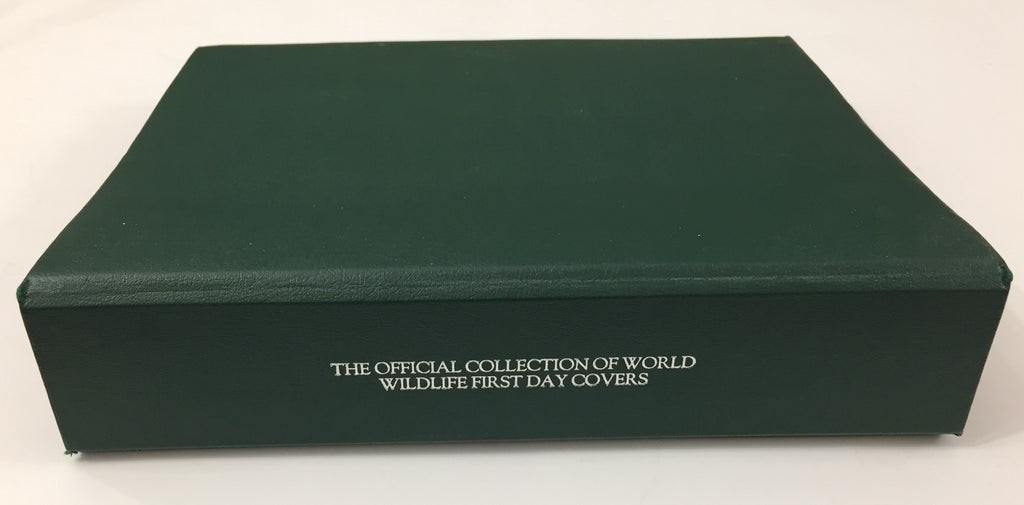 THE OFFICIAL COLLECTION OF WORLD
WILDLIFE FIRST DAY COVERS